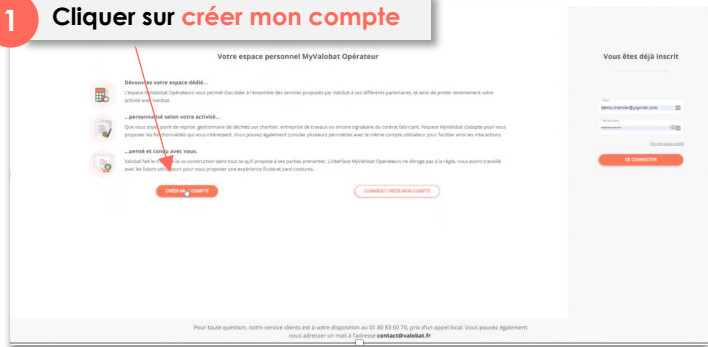 1
Cliquer sur créer mon compte
Votre espace personnel MyValobat Opérateur
Vous êtes déjà inscrit
Découvrez votre espace dédié...
L'espace MyValobat Opérateurs vous permet d'accéder à l'ensemble des services proposés par Valobat à ses différents partenaires, et ainsi de piloter sereinement votre
activité avec Valobat.
...personnalisé selon votre activité...
Que vous soyez point de reprise, gestionnaire de déchets sur chantier, entreprise de travaux ou encore signataire du contrat fabricant, l'espace MyValobat s'adapte pour vous
proposer les fonctionnalités qui vous intéressent. Vous pouvez également cumuler plusieurs périmètres avec le même compte utilisateur pour faciliter ainsi les interactions.
...pensé et conçu avec vous.
Valobat fait le de la co-construction dans tout ce qu'il propose à ses parties prenantes. L'interface MyValobat Opérateurs ne déroge pas à la règle, nous avons travaillé
avec les futurs utilisateurs pour vous proposer une expérience fluide et sans coutures.
demo.chantier@yopmail.com
SE CONNECTER
CRÉER MON COMPTE
COMMENT CRÉER MON COMPTE
Pour toute question, notre service clients est à votre disposition au 01 80 83 60 70, prix d'un appel local. Vous pouvez également
nous adresser un mail à l'adresse contact@valobat.fr.